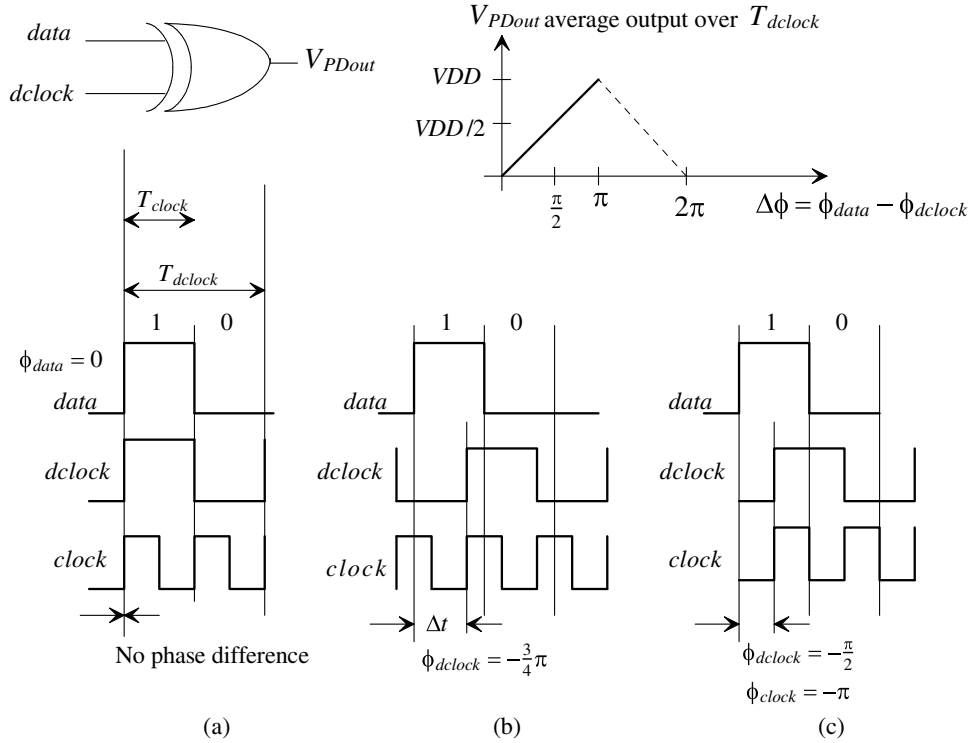 data
dclock
V_PDout
V_PDout average output over T_dclock
VDD
VDD/2
π/2
π
2π
Δϕ = ϕ_data − ϕ_dclock
T_clock
T_dclock
1 0
ϕ_data = 0
data
dclock
clock
No phase difference
(a)
1 0
data
dclock
clock
Δt
ϕ_dclock = −3/4π
(b)
1 0
data
dclock
clock
ϕ_dclock = −π/2
ϕ_clock = −π
(c)